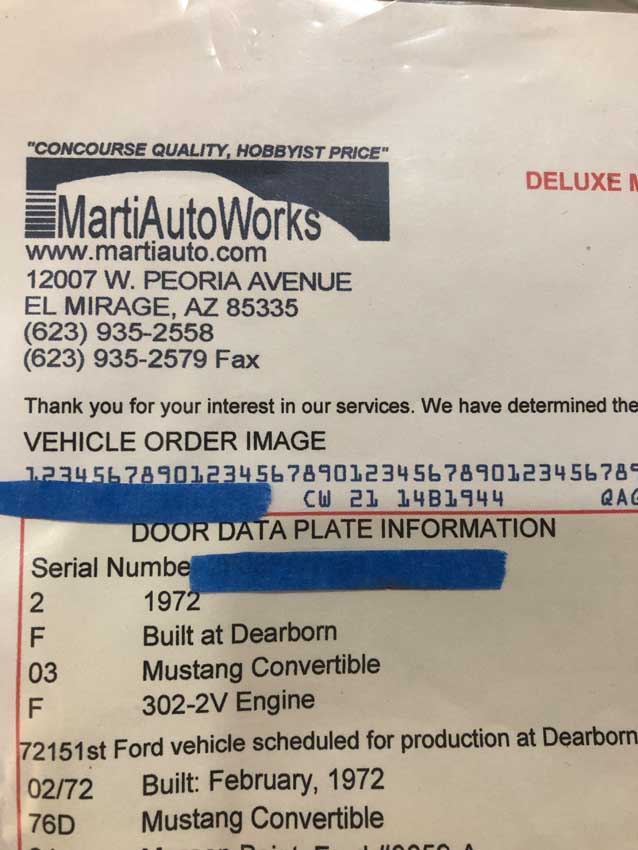 "CONCOURSE QUALITY, HOBBYIST PRICE"
DELUXE
MartiAutoWorks
www.martiauto.com
12007 W. PEORIA AVENUE
EL MIRAGE, AZ 85335
(623) 935-2558
(623) 935-2579 Fax
Thank you for your interest in our services. We have determined the
VEHICLE ORDER IMAGE
12345678901234567890123456789012345678
CW 21 14B1944
DOOR DATA PLATE INFORMATION
Serial Numbe
2 1972
F Built at Dearborn
03 Mustang Convertible
F 302-2V Engine
72151st Ford vehicle scheduled for production at Dearborn
02/72 Built: February, 1972
76D Mustang Convertible